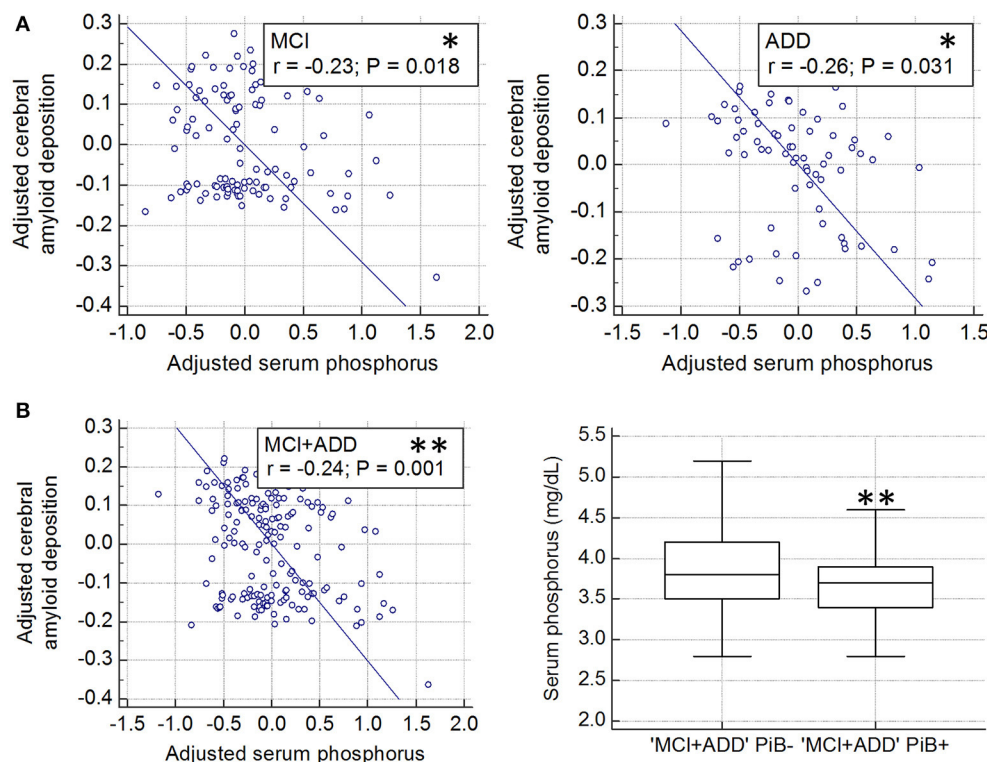 A
MCI *
r = -0.23; P = 0.018
0.3
0.2
0.1
0.0
-0.1
-0.2
-0.3
-0.4
Adjusted cerebral
amyloid deposition
-1.0 -0.5 0.0 0.5 1.0 1.5 2.0
Adjusted serum phosphorus
ADD *
r = -0.26; P = 0.031
0.3
0.2
0.1
0.0
-0.1
-0.2
-0.3
Adjusted cerebral
amyloid deposition
-1.0 -0.5 0.0 0.5 1.0 1.5
Adjusted serum phosphorus
B
MCI+ADD **
r = -0.24; P = 0.001
0.3
0.2
0.1
0.0
-0.1
-0.2
-0.3
-0.4
Adjusted cerebral
amyloid deposition
-1.5 -1.0 -0.5 0.0 0.5 1.0 1.5 2.0
Adjusted serum phosphorus
**
5.5
5.0
4.5
4.0
3.5
3.0
2.5
2.0
Serum phosphorus (mg/dL)
'MCI+ADD' PiB- 'MCI+ADD' PiB+